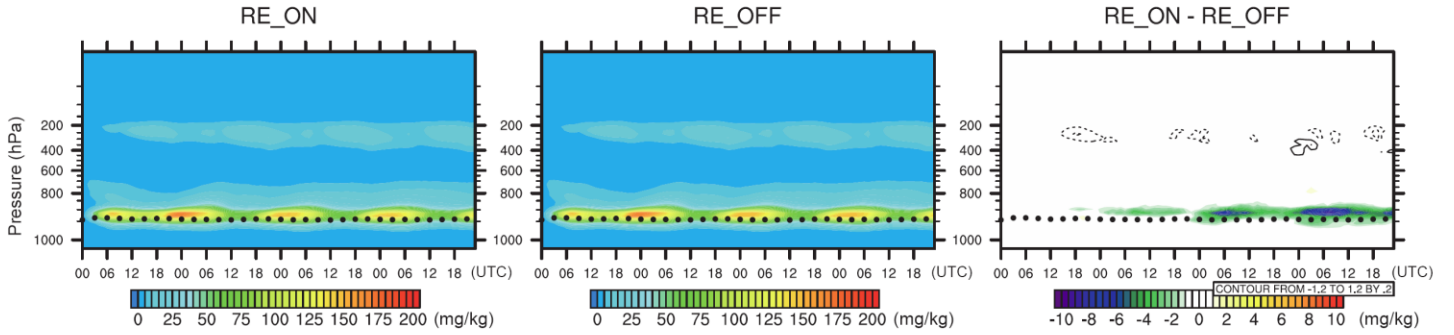 RE_ON
RE_OFF
RE_ON - RE_OFF
Pressure (hPa)
200
400
600
800
1000
00 06 12 18 00 06 12 18 00 06 12 18 00 06 12 18 (UTC)
0 25 50 75 100 125 150 175 200 (mg/kg)
200
400
600
800
1000
00 06 12 18 00 06 12 18 00 06 12 18 00 06 12 18 (UTC)
0 25 50 75 100 125 150 175 200 (mg/kg)
200
400
600
800
1000
00 06 12 18 00 06 12 18 00 06 12 18 00 06 12 18 (UTC)
CONTOUR FROM -1.2 TO 1.2 BY .2
-10 -8 -6 -4 -2 0 2 4 6 8 10 (mg/kg)